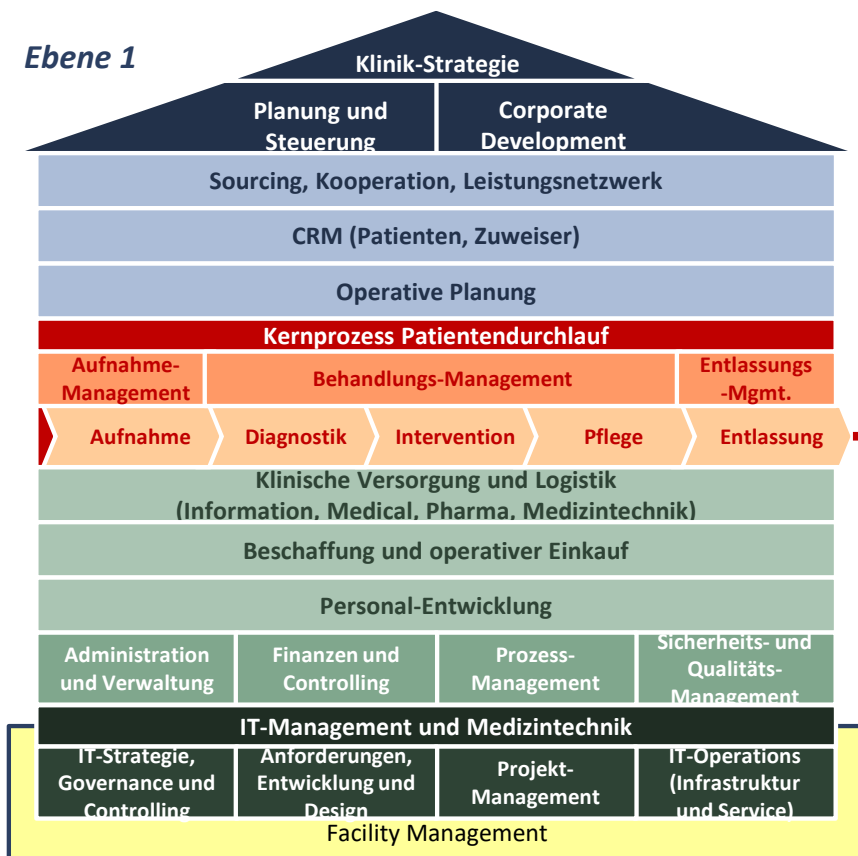 Ebene 1
Klinik-Strategie
Planung und
Steuerung
Corporate
Development
Sourcing, Kooperation, Leistungsnetzwerk
CRM (Patienten, Zuweiser)
Operative Planung
Kernprozess Patientendurchlauf
Aufnahme-
Management
Behandlungs-Management
Entlassungs
-Mgmt.
Aufnahme
Diagnostik
Intervention
Pflege
Entlassung
Klinische Versorgung und Logistik
(Information, Medical, Pharma, Medizintechnik)
Beschaffung und operativer Einkauf
Personal-Entwicklung
Administration
und Verwaltung
Finanzen und
Controlling
Prozess-
Management
Sicherheits- und
Qualitäts-
Management
IT-Management und Medizintechnik
IT-Strategie,
Governance und
Controlling
Anforderungen,
Entwicklung und
Design
Projekt-
Management
IT-Operations
(Infrastruktur
und Service)
Facility Management